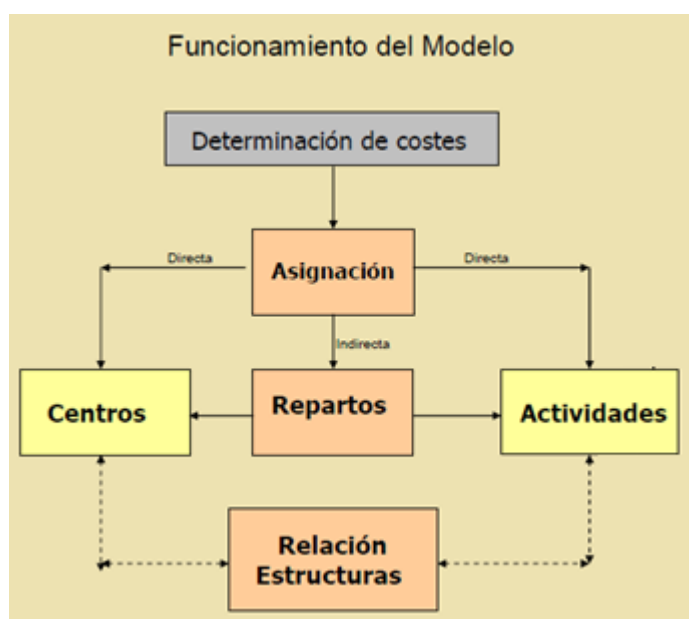 Funcionamiento del Modelo
Determinación de costes
Directa
Asignación
Directa
Indirecta
Centros
Repartos
Actividades
Relación
Estructuras